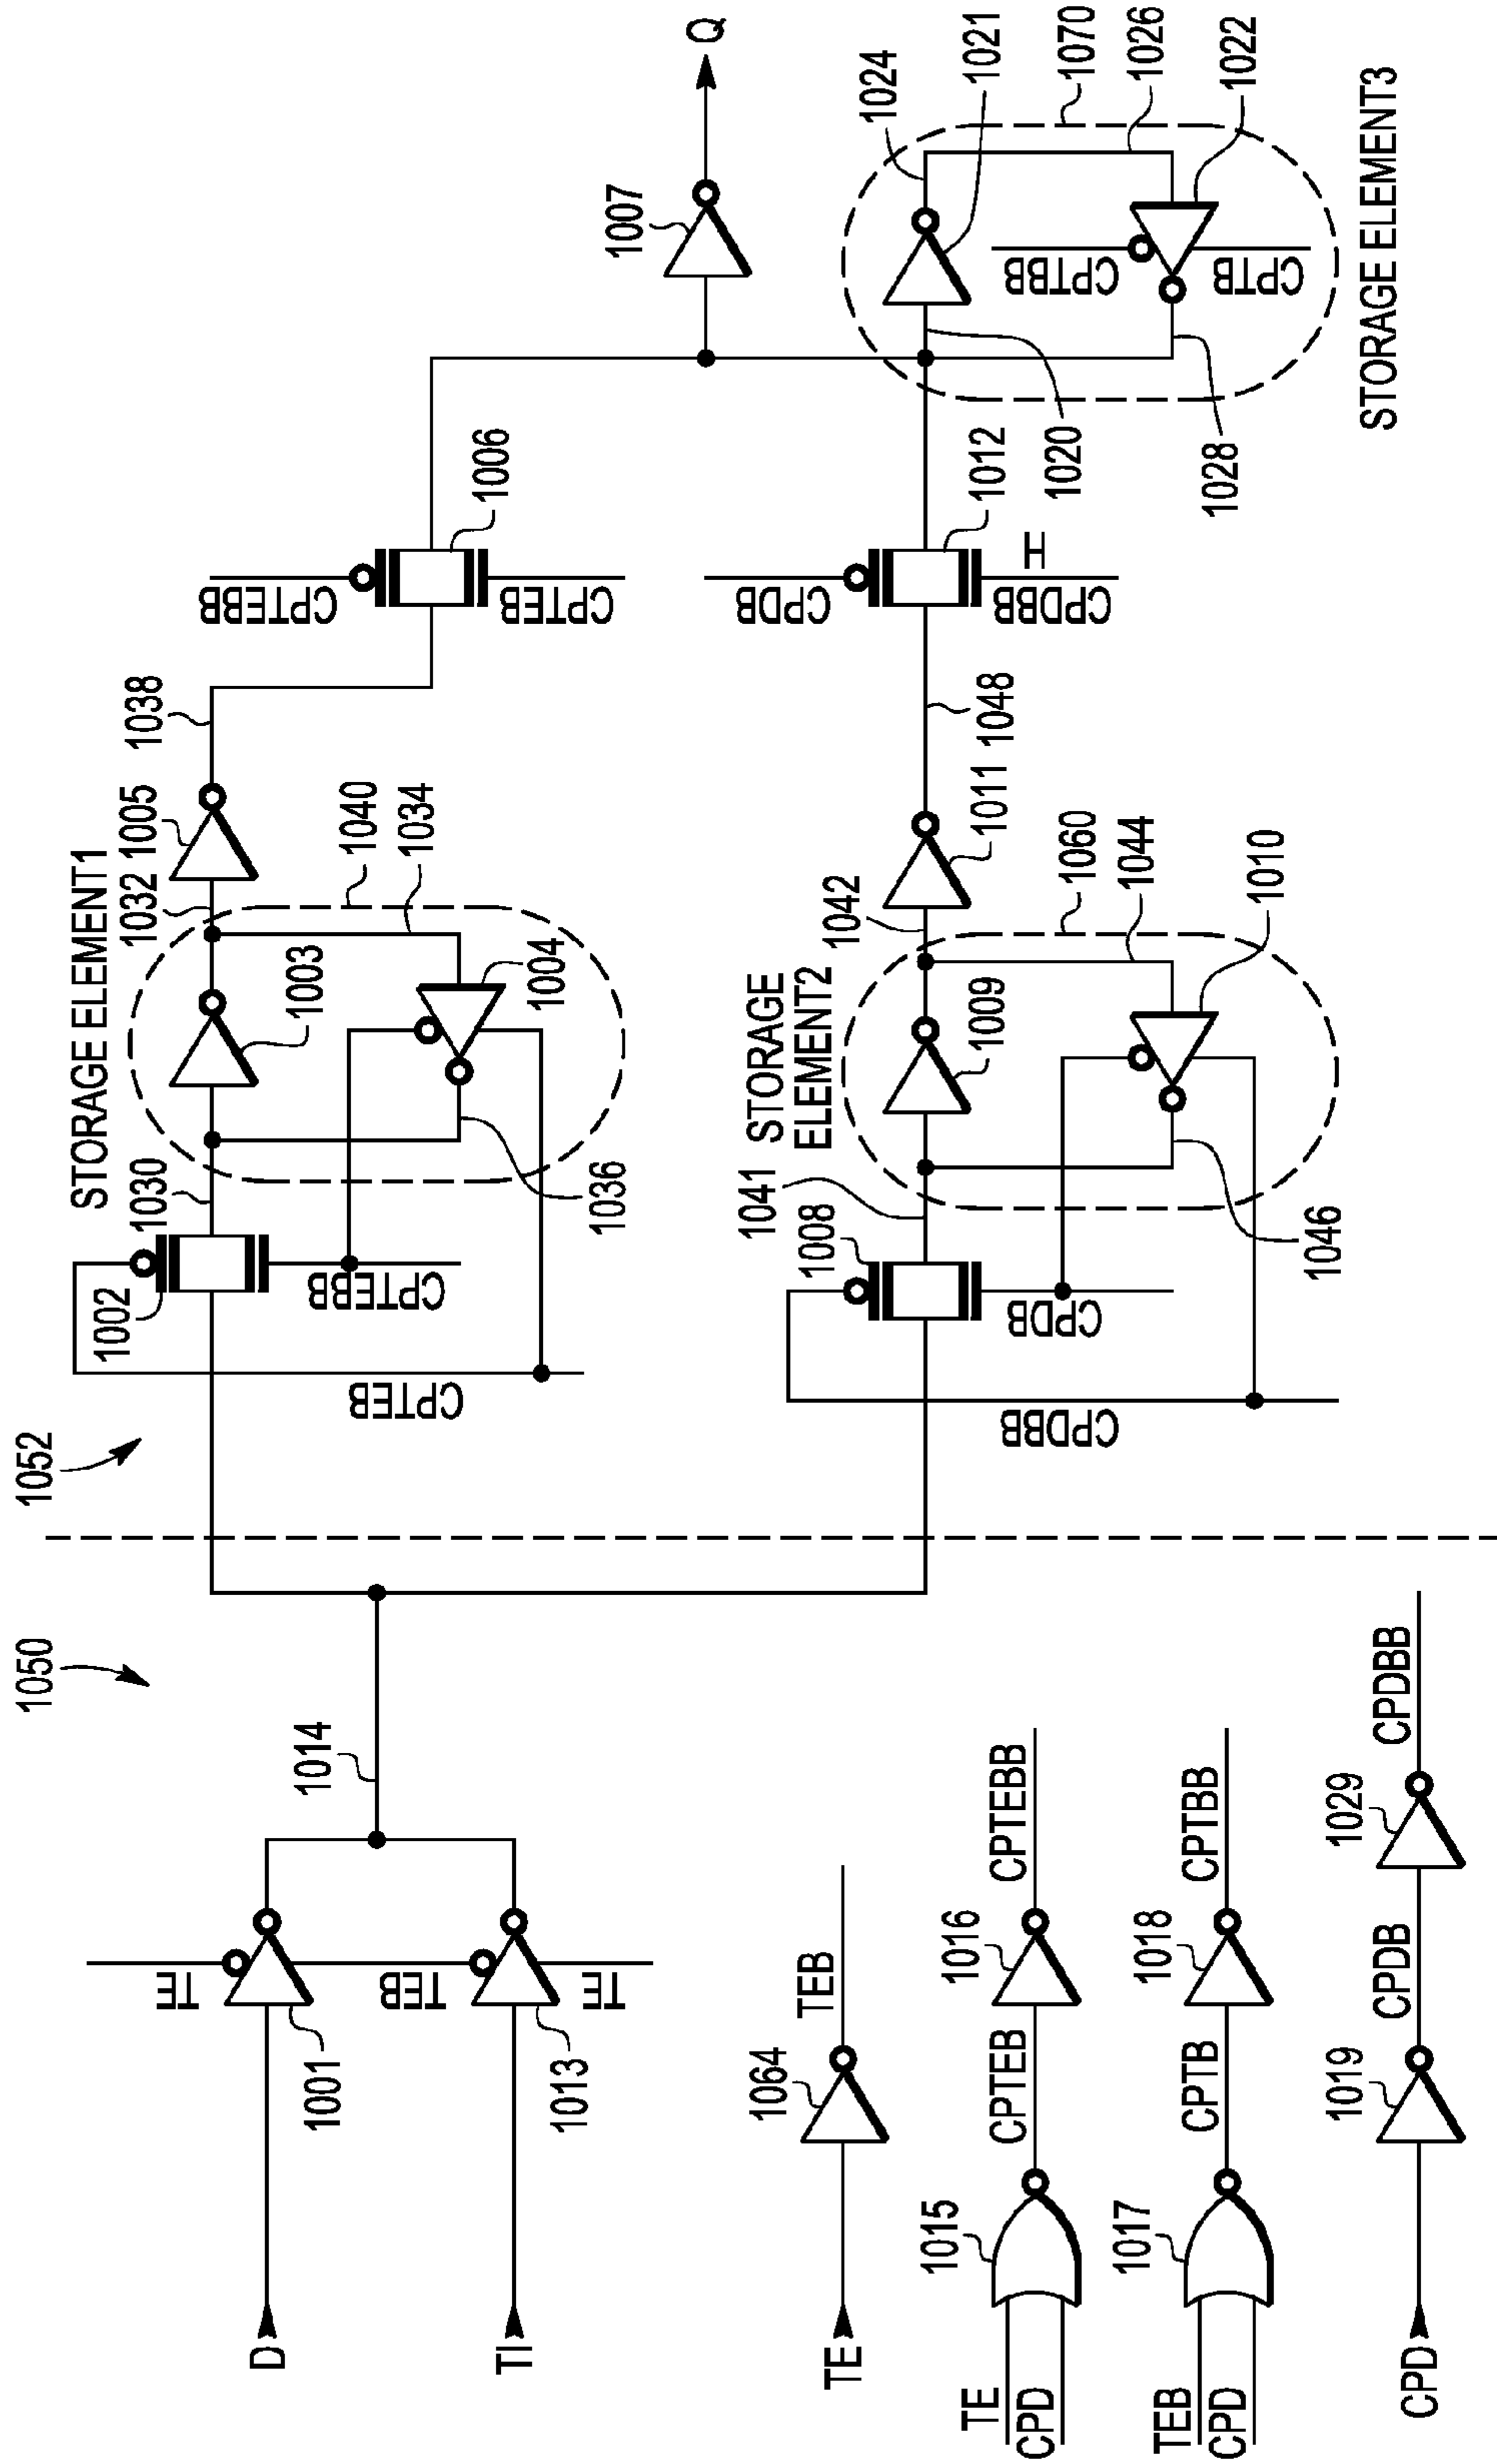 1050
1052
D
TE
1001
TEB
TI
1013
TE
1014
TE
1064
TEB
TE
CPD
1015
CPTEB
1016
CPTEBB
TEB
CPD
1017
CPTB
1018
CPTBB
CPD
1019
CPDB
1029
CPDBB
STORAGE ELEMENT1
1002
1030
CPTEB
CPTEBB
1003
1004
1036
1032
1034
1040
1005
1038
CPTEBB
CPTEB
1006
STORAGE
ELEMENT2
1008
1041
CPDBB
CPDB
1009
1010
1046
1042
1044
1060
1011
1048
CPDB
CPDBB
H
1012
1007
Q
1020
1028
1024
1021
1070
1026
1022
CPTBB
CPTB
STORAGE ELEMENT3